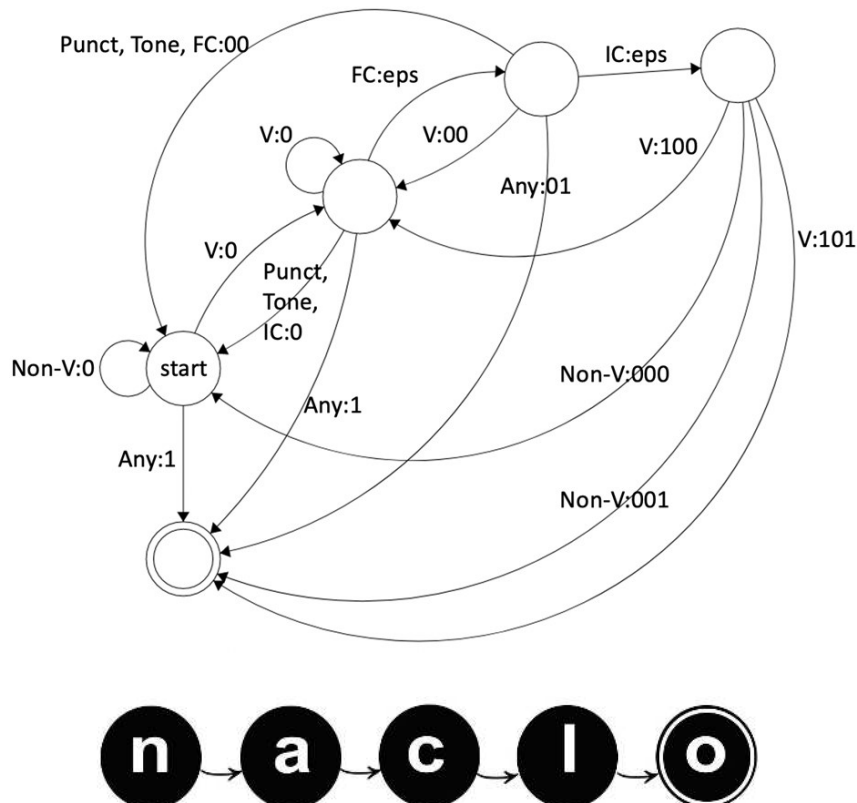 Punct, Tone, FC:00
IC:eps
FC:eps
V:0
V:00
V:100
Any:01
V:0
Punct,
Tone,
IC:0
V:101
Non-V:0
start
Non-V:000
Any:1
Any:1
Non-V:001
n a c l o